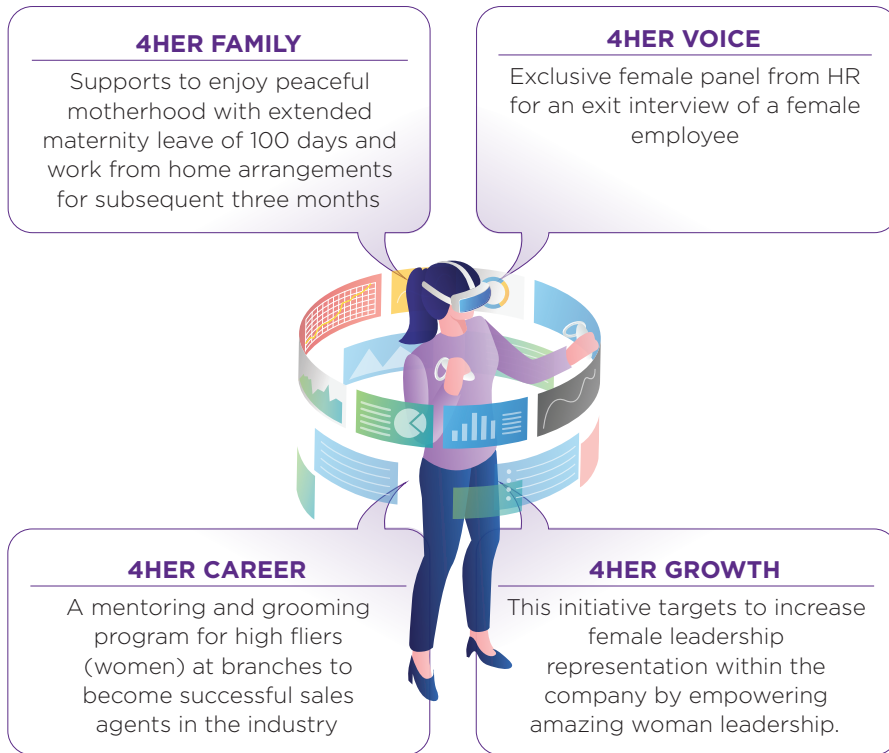 4HER FAMILY
Supports to enjoy peaceful
motherhood with extended
maternity leave of 100 days and
work from home arrangements
for subsequent three months
4HER VOICE
Exclusive female panel from HR
for an exit interview of a female
employee
4HER CAREER
A mentoring and grooming
program for high fliers
(women) at branches to
become successful sales
agents in the industry
4HER GROWTH
This initiative targets to increase
female leadership
representation within the
company by empowering
amazing woman leadership.